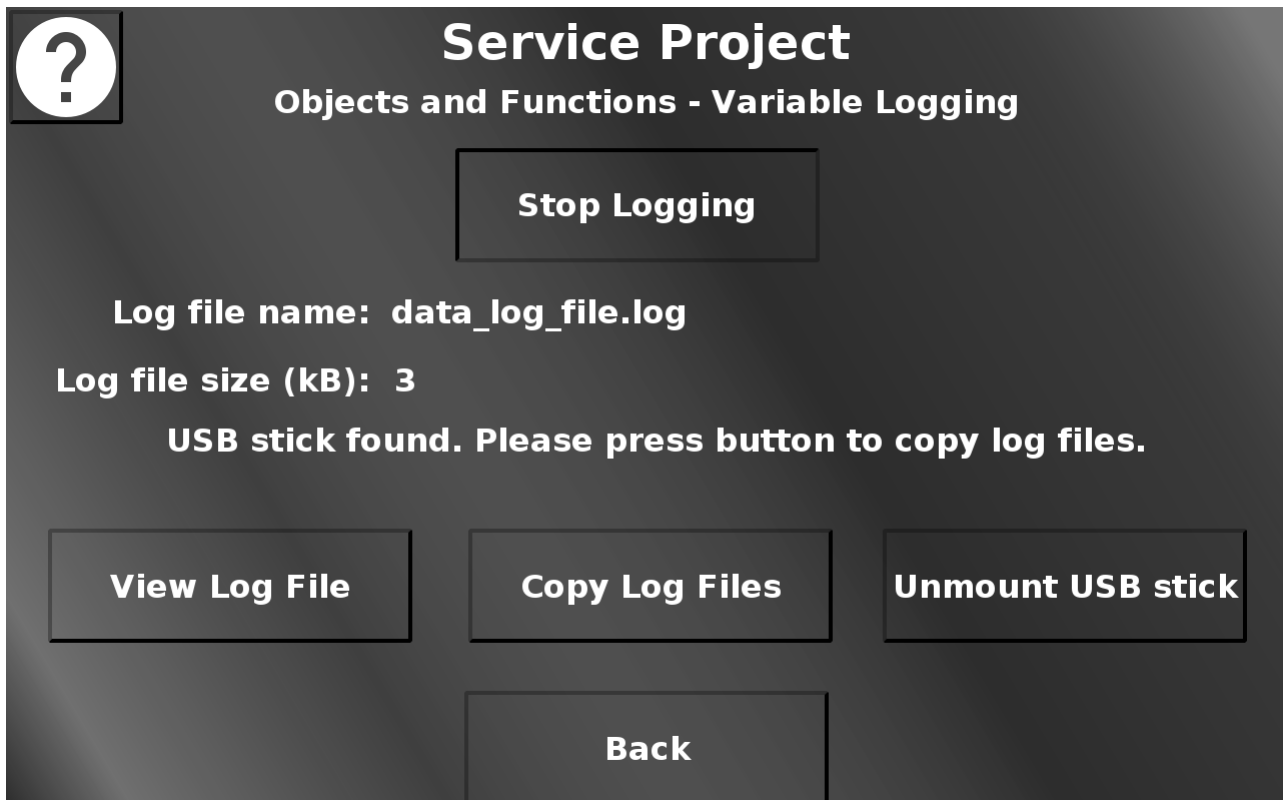 ?
Service Project
Objects and Functions - Variable Logging
Stop Logging
Log file name: data_log_file.log
Log file size (kB): 3
USB stick found. Please press button to copy log files.
View Log File
Copy Log Files
Unmount USB stick
Back